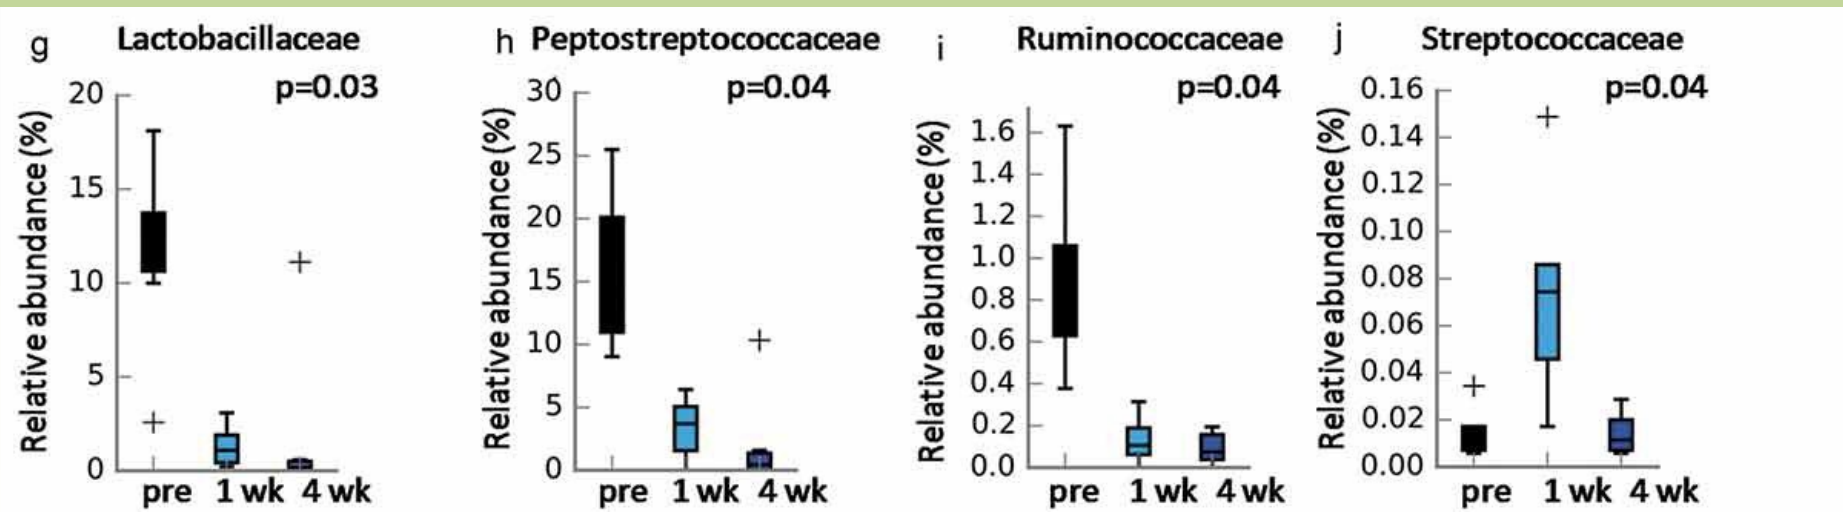 g Lactobacillaceae
p=0.03
Relative abundance (%)
20
15
10
5
0
pre 1 wk 4 wk
h Peptostreptococcaceae
p=0.04
Relative abundance (%)
30
25
20
15
10
5
0
pre 1 wk 4 wk
i Ruminococcaceae
p=0.04
Relative abundance (%)
1.6
1.4
1.2
1.0
0.8
0.6
0.4
0.2
0.0
pre 1 wk 4 wk
j Streptococcaceae
p=0.04
Relative abundance (%)
0.16
0.14
0.12
0.10
0.08
0.06
0.04
0.02
0.00
pre 1 wk 4 wk